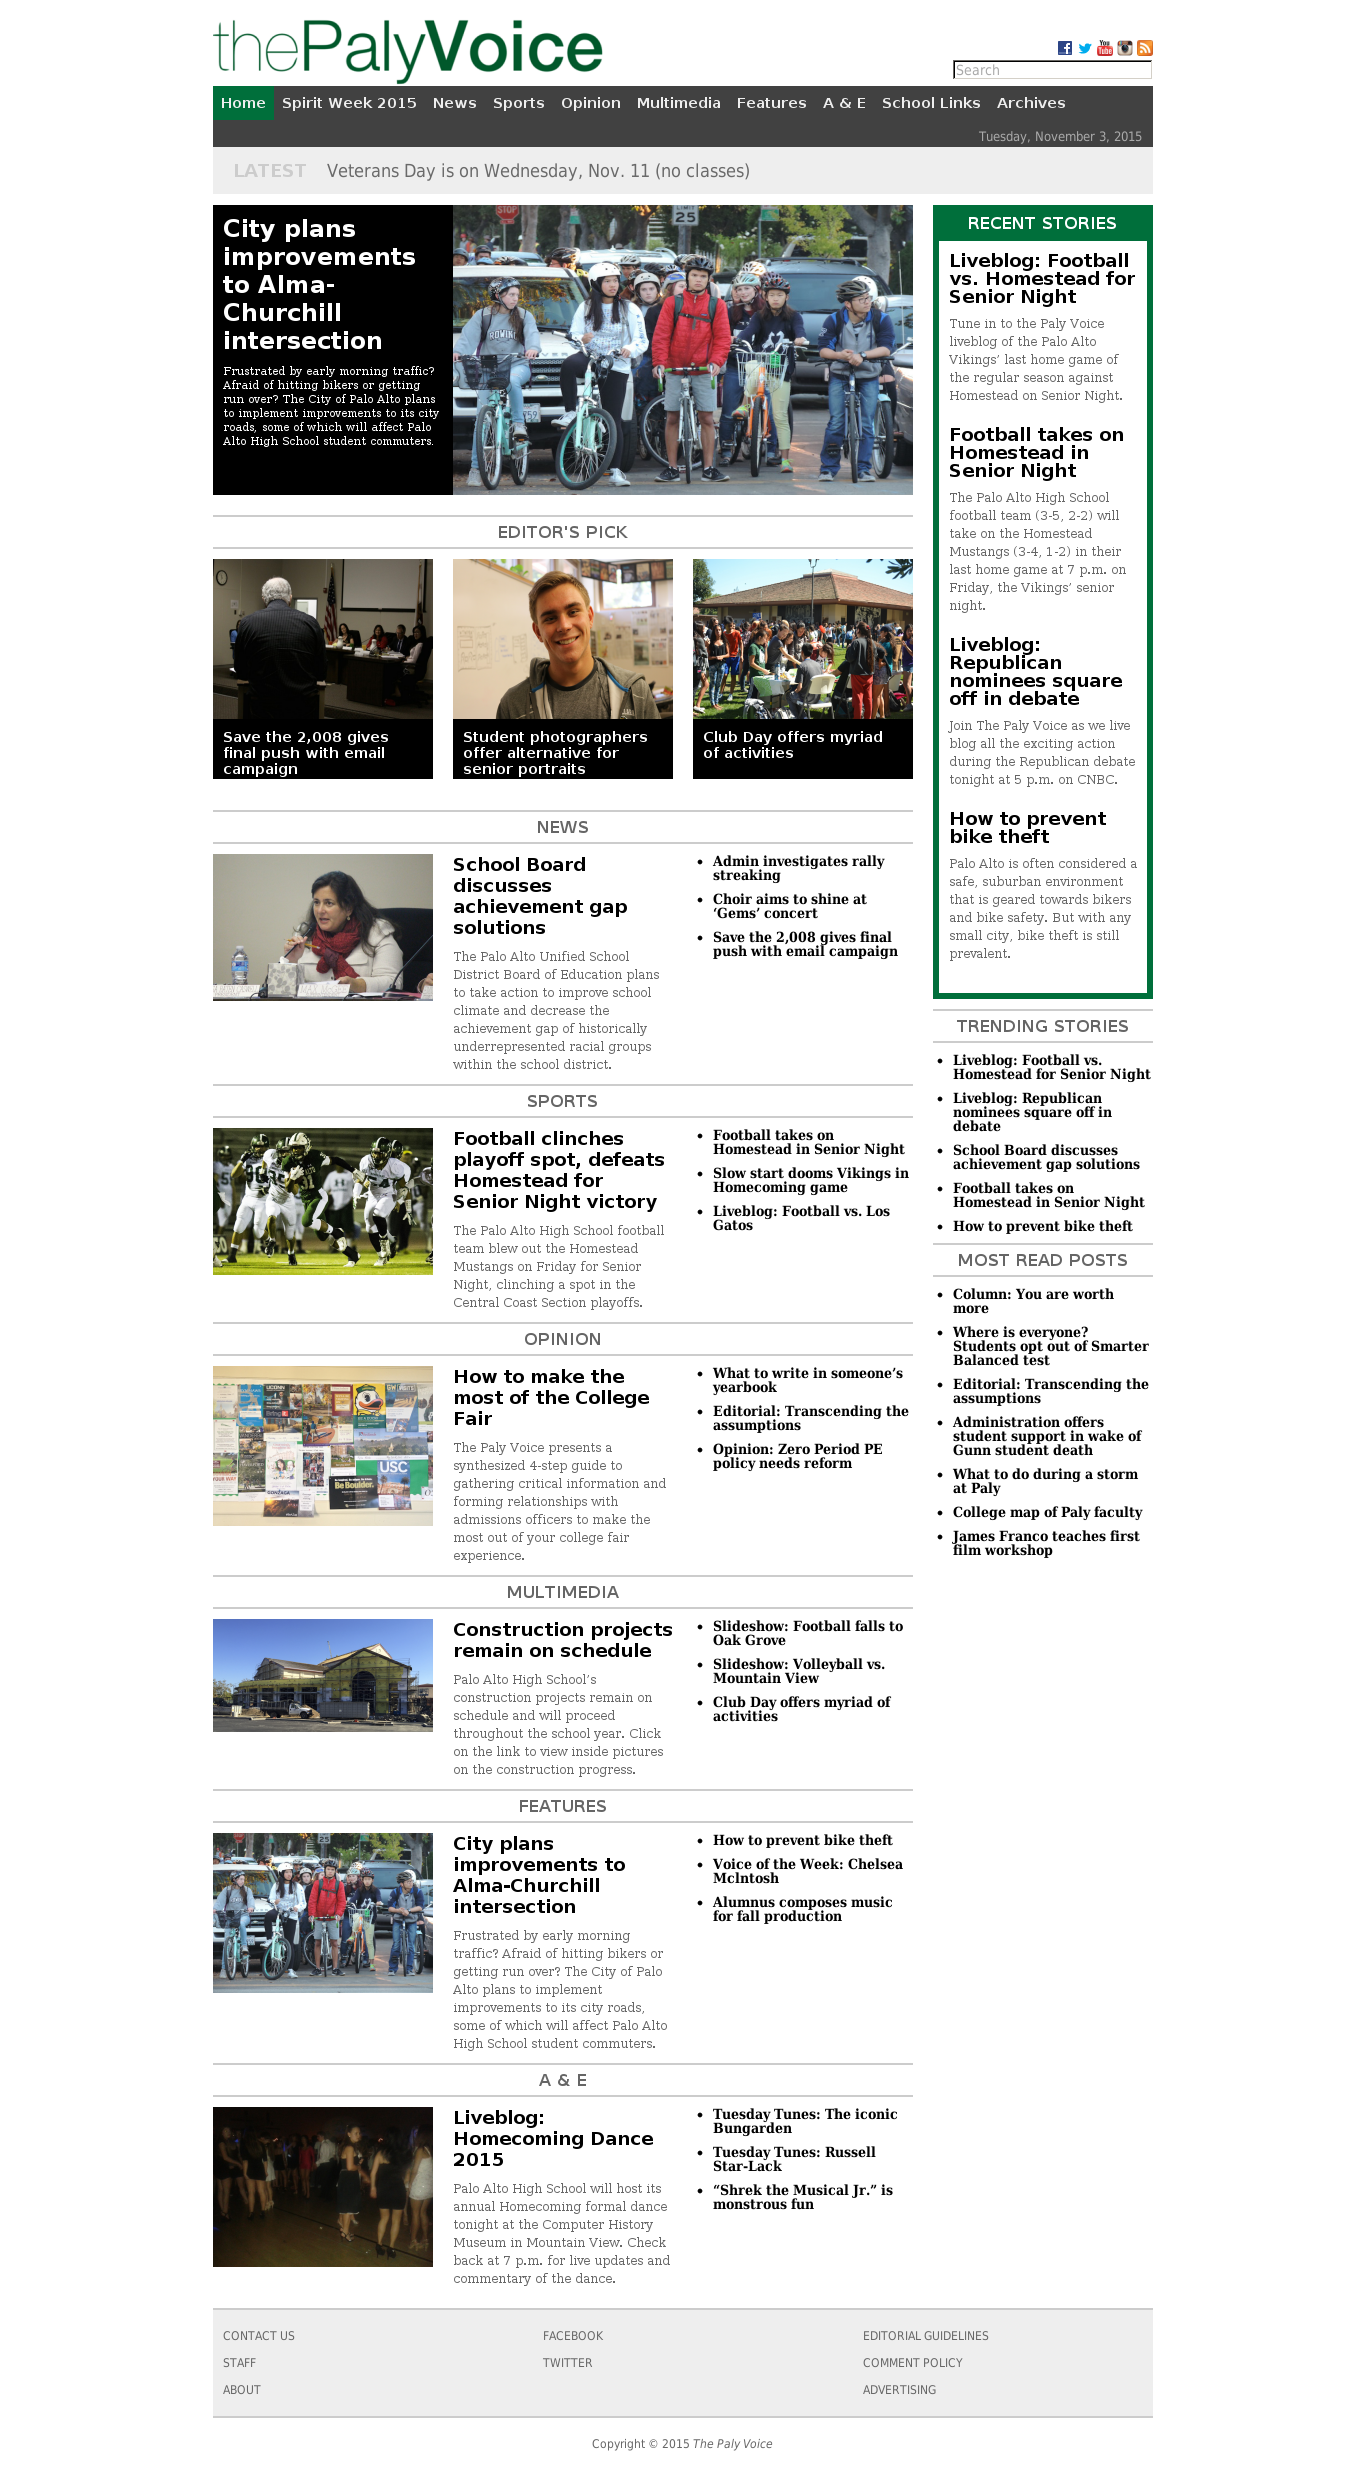 thePalyVoice
Search
Home Spirit Week 2015 News Sports Opinion Multimedia Features A & E School Links Archives
Tuesday, November 3, 2015
LATEST Veterans Day is on Wednesday, Nov. 11 (no classes)
City plans
improvements
to Alma-
Churchill
intersection
Frustrated by early morning traffic?
Afraid of hitting bikers or getting
run over? The City of Palo Alto plans
to implement improvements to its city
roads, some of which will affect Palo
Alto High School student commuters.
EDITOR'S PICK
Save the 2,008 gives
final push with email
campaign
Student photographers
offer alternative for
senior portraits
Club Day offers myriad
of activities
NEWS
School Board
discusses
achievement gap
solutions
The Palo Alto Unified School
District Board of Education plans
to take action to improve school
climate and decrease the
achievement gap of historically
underrepresented racial groups
within the school district.
• Admin investigates rally
streaking
• Choir aims to shine at
‘Gems’ concert
• Save the 2,008 gives final
push with email campaign
SPORTS
Football clinches
playoff spot, defeats
Homestead for
Senior Night victory
The Palo Alto High School football
team blew out the Homestead
Mustangs on Friday for Senior
Night, clinching a spot in the
Central Coast Section playoffs.
• Football takes on
Homestead in Senior Night
• Slow start dooms Vikings in
Homecoming game
• Liveblog: Football vs. Los
Gatos
OPINION
How to make the
most of the College
Fair
The Paly Voice presents a
synthesized 4-step guide to
gathering critical information and
forming relationships with
admissions officers to make the
most out of your college fair
experience.
• What to write in someone’s
yearbook
• Editorial: Transcending the
assumptions
• Opinion: Zero Period PE
policy needs reform
MULTIMEDIA
Construction projects
remain on schedule
Palo Alto High School’s
construction projects remain on
schedule and will proceed
throughout the school year. Click
on the link to view inside pictures
on the construction progress.
• Slideshow: Football falls to
Oak Grove
• Slideshow: Volleyball vs.
Mountain View
• Club Day offers myriad of
activities
FEATURES
City plans
improvements to
Alma-Churchill
intersection
Frustrated by early morning
traffic? Afraid of hitting bikers or
getting run over? The City of Palo
Alto plans to implement
improvements to its city roads,
some of which will affect Palo Alto
High School student commuters.
• How to prevent bike theft
• Voice of the Week: Chelsea
McIntosh
• Alumnus composes music
for fall production
A & E
Liveblog:
Homecoming Dance
2015
Palo Alto High School will host its
annual Homecoming formal dance
tonight at the Computer History
Museum in Mountain View. Check
back at 7 p.m. for live updates and
commentary of the dance.
• Tuesday Tunes: The iconic
Bungarden
• Tuesday Tunes: Russell
Star-Lack
• “Shrek the Musical Jr.” is
monstrous fun
RECENT STORIES
Liveblog: Football
vs. Homestead for
Senior Night
Tune in to the Paly Voice
liveblog of the Palo Alto
Vikings’ last home game of
the regular season against
Homestead on Senior Night.
Football takes on
Homestead in
Senior Night
The Palo Alto High School
football team (3-5, 2-2) will
take on the Homestead
Mustangs (3-4, 1-2) in their
last home game at 7 p.m. on
Friday, the Vikings’ senior
night.
Liveblog:
Republican
nominees square
off in debate
Join The Paly Voice as we live
blog all the exciting action
during the Republican debate
tonight at 5 p.m. on CNBC.
How to prevent
bike theft
Palo Alto is often considered a
safe, suburban environment
that is geared towards bikers
and bike safety. But with any
small city, bike theft is still
prevalent.
TRENDING STORIES
• Liveblog: Football vs.
Homestead for Senior Night
• Liveblog: Republican
nominees square off in
debate
• School Board discusses
achievement gap solutions
• Football takes on
Homestead in Senior Night
• How to prevent bike theft
MOST READ POSTS
• Column: You are worth
more
• Where is everyone?
Students opt out of Smarter
Balanced test
• Editorial: Transcending the
assumptions
• Administration offers
student support in wake of
Gunn student death
• What to do during a storm
at Paly
• College map of Paly faculty
• James Franco teaches first
film workshop
CONTACT US
STAFF
ABOUT
FACEBOOK
TWITTER
EDITORIAL GUIDELINES
COMMENT POLICY
ADVERTISING
Copyright © 2015 The Paly Voice